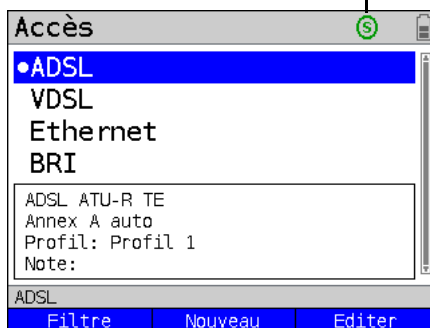 Accès S
•ADSL
VDSL
Ethernet
BRI
ADSL ATU-R TE
Annex A auto
Profil: Profil 1
Note:
ADSL
Filtre Nouveau Editer